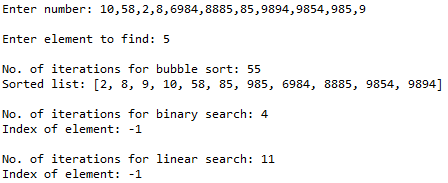 Enter number: 10,58,2,8,6984,8885,85,9894,9854,985,9
Enter element to find: 5
No. of iterations for bubble sort: 55
Sorted list: [2, 8, 9, 10, 58, 85, 985, 6984, 8885, 9854, 9894]
No. of iterations for binary search: 4
Index of element: -1
No. of iterations for linear search: 11
Index of element: -1